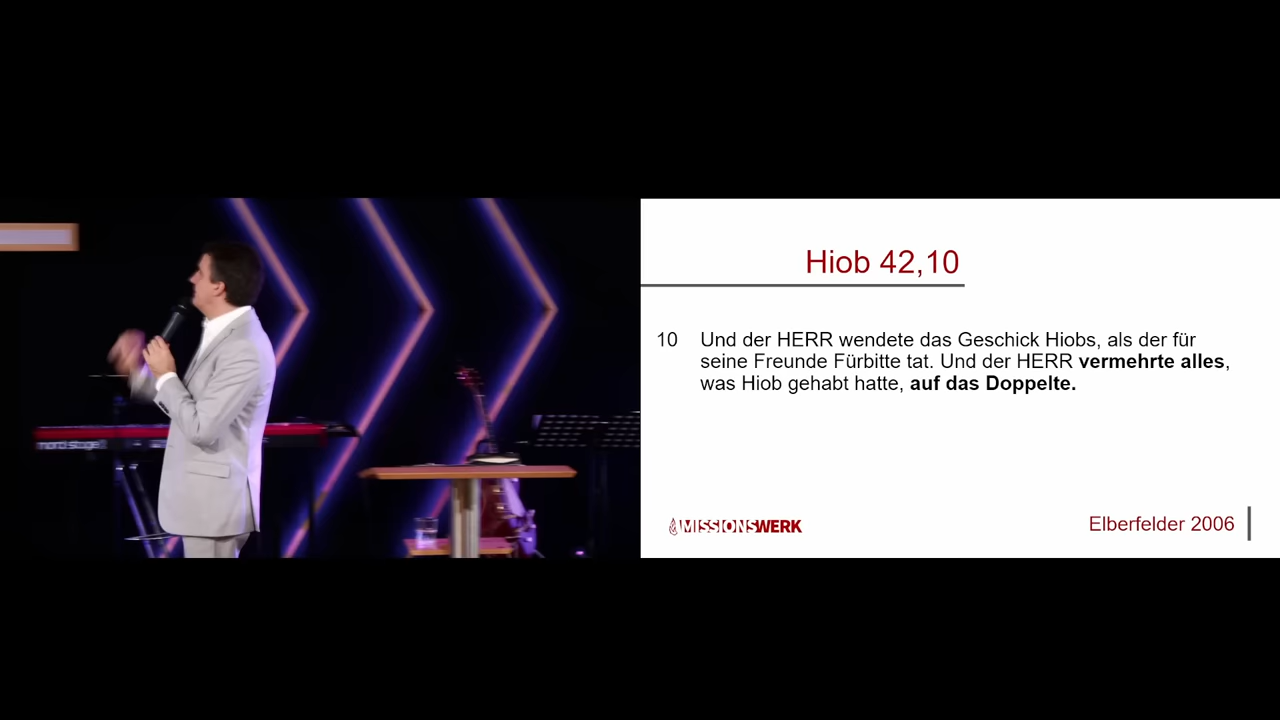 nord stage
Hiob 42,10
10 Und der HERR wendete das Geschick Hiobs, als der für
seine Freunde Fürbitte tat. Und der HERR vermehrte alles,
was Hiob gehabt hatte, auf das Doppelte.
MISSIONSWERK
Elberfelder 2006